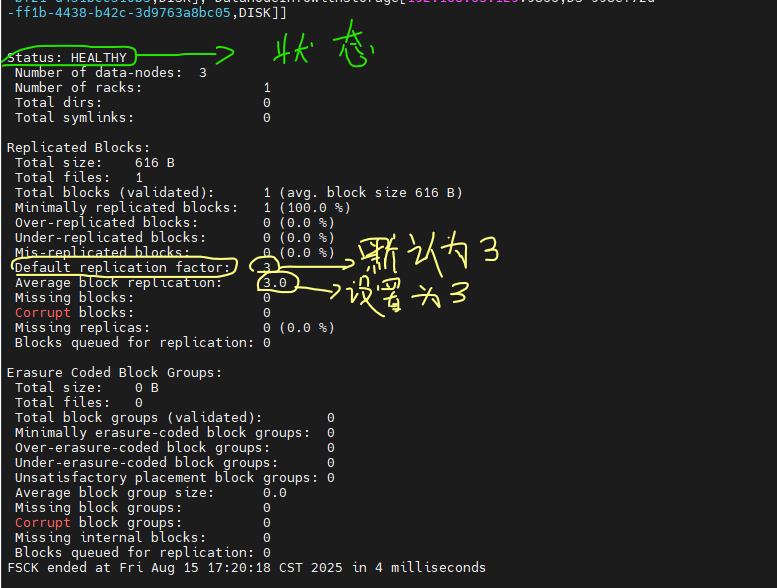 -ff1b-4438-b42c-3d9763a8bc05,DISK]]
Status: HEALTHY 状态
Number of data-nodes: 3
Number of racks: 1
Total dirs: 0
Total symlinks: 0
Replicated Blocks:
Total size: 616 B
Total files: 1
Total blocks (validated): 1 (avg. block size 616 B)
Minimally replicated blocks: 1 (100.0 %)
Over-replicated blocks: 0 (0.0 %)
Under-replicated blocks: 0 (0.0 %)
Mis-replicated blocks: 0 (0.0 %)
Default replication factor: 3 默认为3
Average block replication: 3.0 设置为3
Missing blocks: 0
Corrupt blocks: 0
Missing replicas: 0 (0.0 %)
Blocks queued for replication: 0
Erasure Coded Block Groups:
Total size: 0 B
Total files: 0
Total block groups (validated): 0
Minimally erasure-coded block groups: 0
Over-erasure-coded block groups: 0
Under-erasure-coded block groups: 0
Unsatisfactory placement block groups: 0
Average block group size: 0.0
Missing block groups: 0
Corrupt block groups: 0
Missing internal blocks: 0
Blocks queued for replication: 0
FSCK ended at Fri Aug 15 17:20:18 CST 2025 in 4 milliseconds